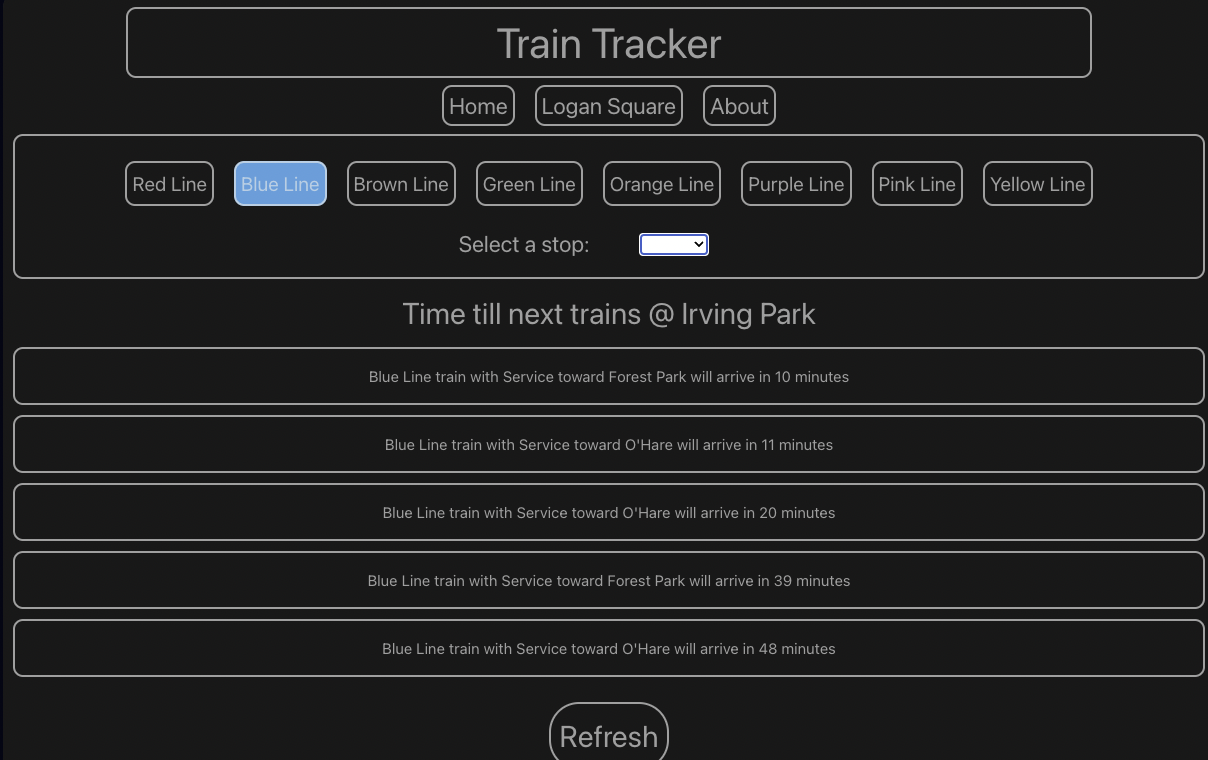 Train Tracker
Home Logan Square About
Red Line Blue Line Brown Line Green Line Orange Line Purple Line Pink Line Yellow Line
Select a stop:
Time till next trains @ Irving Park
Blue Line train with Service toward Forest Park will arrive in 10 minutes
Blue Line train with Service toward O'Hare will arrive in 11 minutes
Blue Line train with Service toward O'Hare will arrive in 20 minutes
Blue Line train with Service toward Forest Park will arrive in 39 minutes
Blue Line train with Service toward O'Hare will arrive in 48 minutes
Refresh